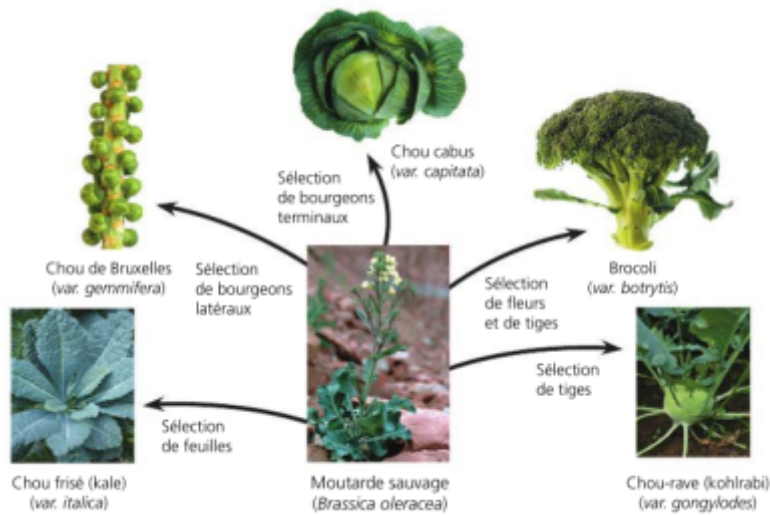 Chou cabus
(var. capitata)
Sélection
de bourgeons
terminaux
Chou de Bruxelles
(var. gemmifera)
Sélection
de bourgeons
latéraux
Brocoli
(var. botrytis)
Sélection
de fleurs
et de tiges
Sélection
de tiges
Sélection
de feuilles
Chou frisé (kale)
(var. italica)
Moutarde sauvage
(Brassica oleracea)
Chou-rave (kohlrabi)
(var. gongylodes)